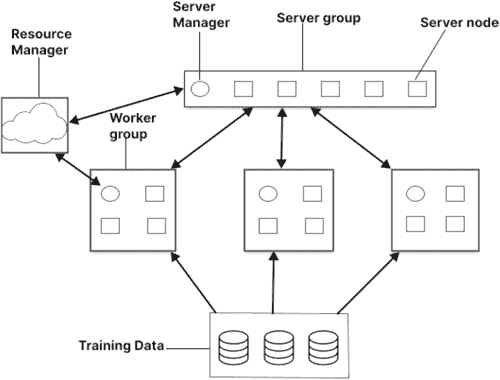 Server
Manager
Server group
Server node
Resource
Manager
Worker
group
Training Data